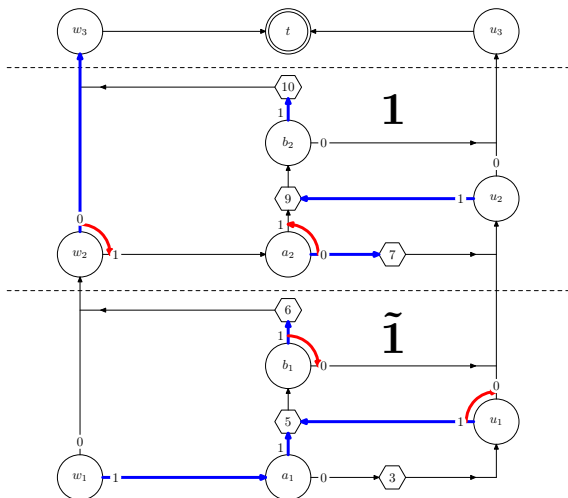 w₃ t u₃
10
1
1
b₂ 0
0
9 1 u₂
0 1
w₂ 1 a₂ 0 7
6
1
1̃
b₁ 0
0
5 1 u₁
0 1
w₁ 1 a₁ 0 3